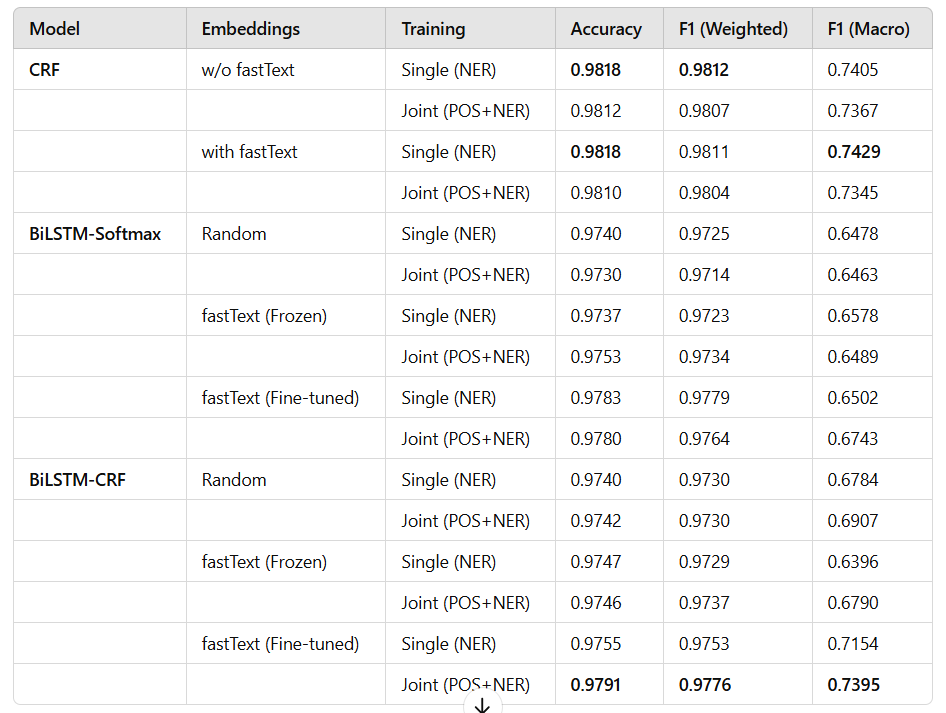 Model Embeddings Training Accuracy F1 (Weighted) F1 (Macro)
CRF w/o fastText Single (NER) 0.9818 0.9812 0.7405
Joint (POS+NER) 0.9812 0.9807 0.7367
with fastText Single (NER) 0.9818 0.9811 0.7429
Joint (POS+NER) 0.9810 0.9804 0.7345
BiLSTM-Softmax Random Single (NER) 0.9740 0.9725 0.6478
Joint (POS+NER) 0.9730 0.9714 0.6463
fastText (Frozen) Single (NER) 0.9737 0.9723 0.6578
Joint (POS+NER) 0.9753 0.9734 0.6489
fastText (Fine-tuned) Single (NER) 0.9783 0.9779 0.6502
Joint (POS+NER) 0.9780 0.9764 0.6743
BiLSTM-CRF Random Single (NER) 0.9740 0.9730 0.6784
Joint (POS+NER) 0.9742 0.9730 0.6907
fastText (Frozen) Single (NER) 0.9747 0.9729 0.6396
Joint (POS+NER) 0.9746 0.9737 0.6790
fastText (Fine-tuned) Single (NER) 0.9755 0.9753 0.7154
Joint (POS+NER) 0.9791 0.9776 0.7395